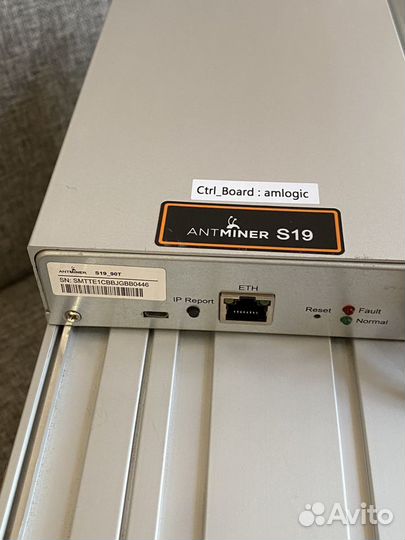 Ctrl_Board : amlogic
ANTMINER S19
ANTMINER S19_90T
SN: SMTTE1CBBJGBB0446
IP Report
ETH
Reset
Fault
Normal
Avito